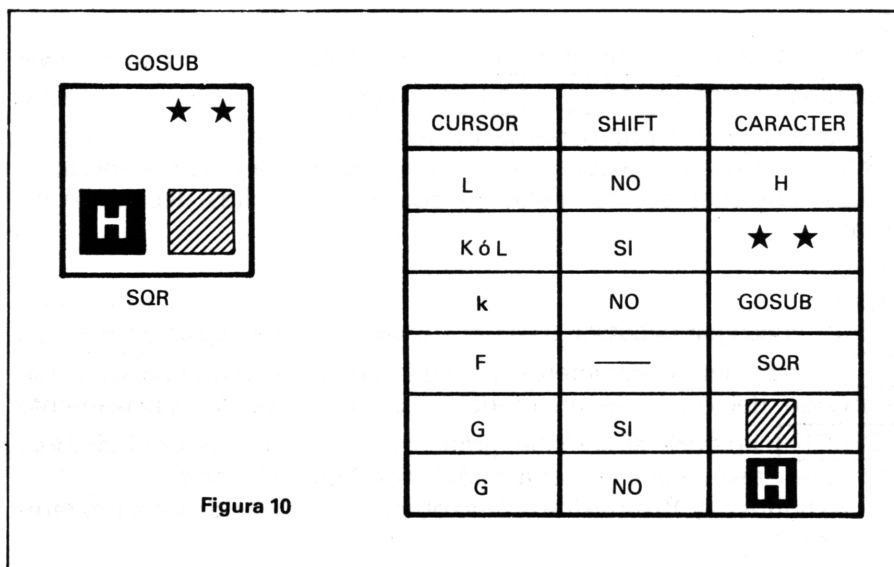 GOSUB
★ ★
H
SQR
CURSOR SHIFT CARACTER
L NO H
K ó L SI ★ ★
k NO GOSUB
F —— SQR
G SI
G NO H
Figura 10